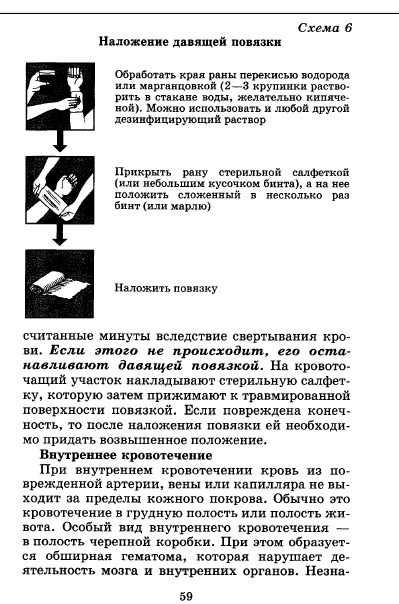 Схема 6
Наложение давящей повязки
Обработать края раны перекисью водорода
или марганцовкой (2—3 крупинки раство-
рить в стакане воды, желательно кипяче-
ной). Можно использовать и любой другой
дезинфицирующий раствор
Прикрыть рану стерильной салфеткой
(или небольшим кусочком бинта), а на нее
положить сложенный в несколько раз
бинт (или марлю)
Наложить повязку
считанные минуты вследствие свертывания кро-
ви. Если этого не происходит, его оста-
навливают давящей повязкой. На кровото-
чащий участок накладывают стерильную салфет-
ку, которую затем прижимают к травмированной
поверхности повязкой. Если повреждена конеч-
ность, то после наложения повязки ей необходи-
мо придать возвышенное положение.
Внутреннее кровотечение
При внутреннем кровотечении кровь из по-
врежденной артерии, вены или капилляра не вы-
ходит за пределы кожного покрова. Обычно это
кровотечение в грудную полость или полость жи-
вота. Особый вид внутреннего кровотечения —
в полость черепной коробки. При этом образует-
ся обширная гематома, которая нарушает де-
ятельность мозга и внутренних органов. Незна-
59